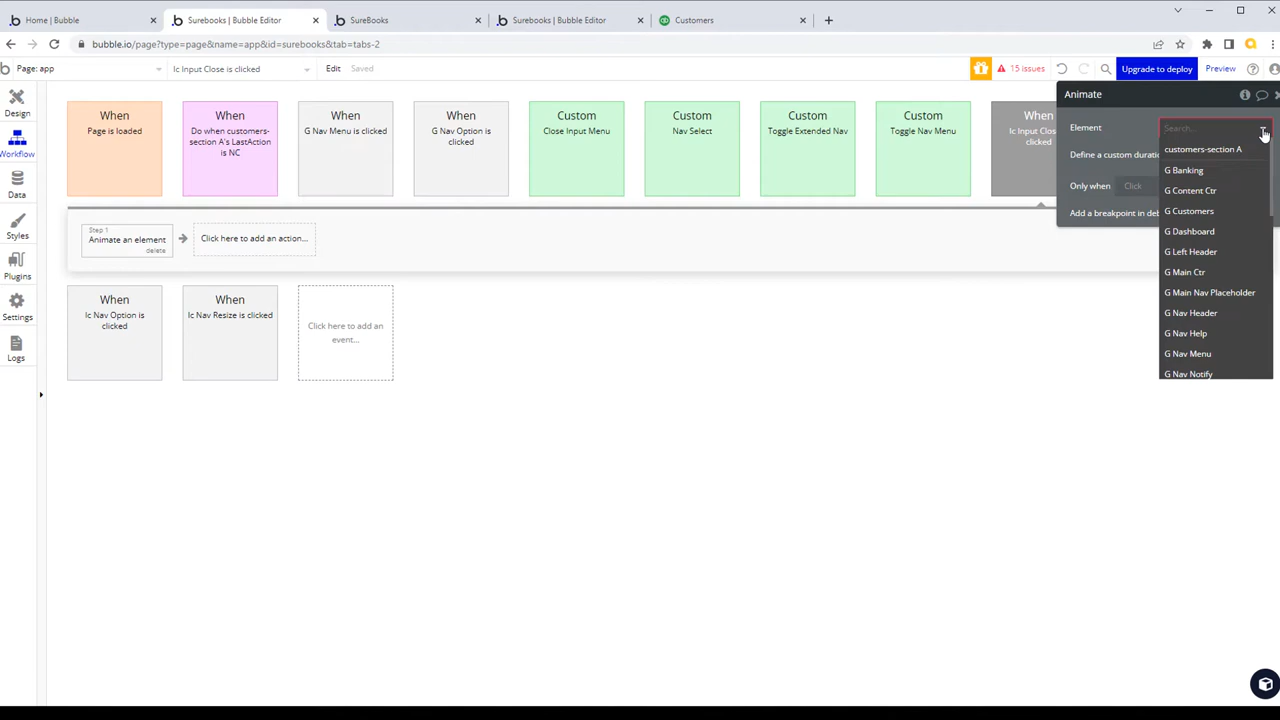 Home | Bubble
Surebooks | Bubble Editor
SureBooks
Surebooks | Bubble Editor
Customers
bubble.io/page?type=page&name=app&id=surebooks&tab=tabs-2
Page: app
Ic Input Close is clicked
Edit
Saved
15 issues
Upgrade to deploy
Preview
Design
Workflow
Data
Styles
Plugins
Settings
Logs
When
Page is loaded
When
Do when customers-
section A's LastAction
is NC
When
G Nav Menu is clicked
When
G Nav Option is
clicked
Custom
Close Input Menu
Custom
Nav Select
Custom
Toggle Extended Nav
Custom
Toggle Nav Menu
When
Ic Input Clos
clicked
Step 1
Animate an element
delete
Click here to add an action...
When
Ic Nav Option is
clicked
When
Ic Nav Resize is clicked
Click here to add an
event...
Animate
Element
Search...
Define a custom duratio
Only when
Click
Add a breakpoint in deb
customers-section A
G Banking
G Content Ctr
G Customers
G Dashboard
G Left Header
G Main Ctr
G Main Nav Placeholder
G Nav Header
G Nav Help
G Nav Menu
G Nav Notify